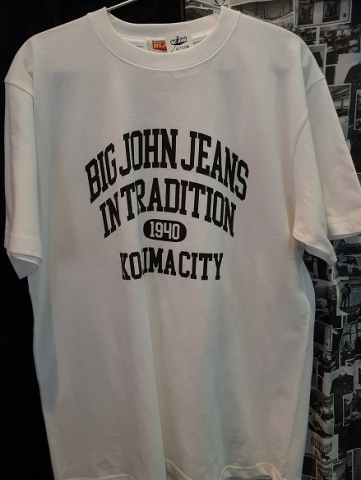 BIG JOHN JEANS
IN TRADITION
1940
KOJIMA CITY